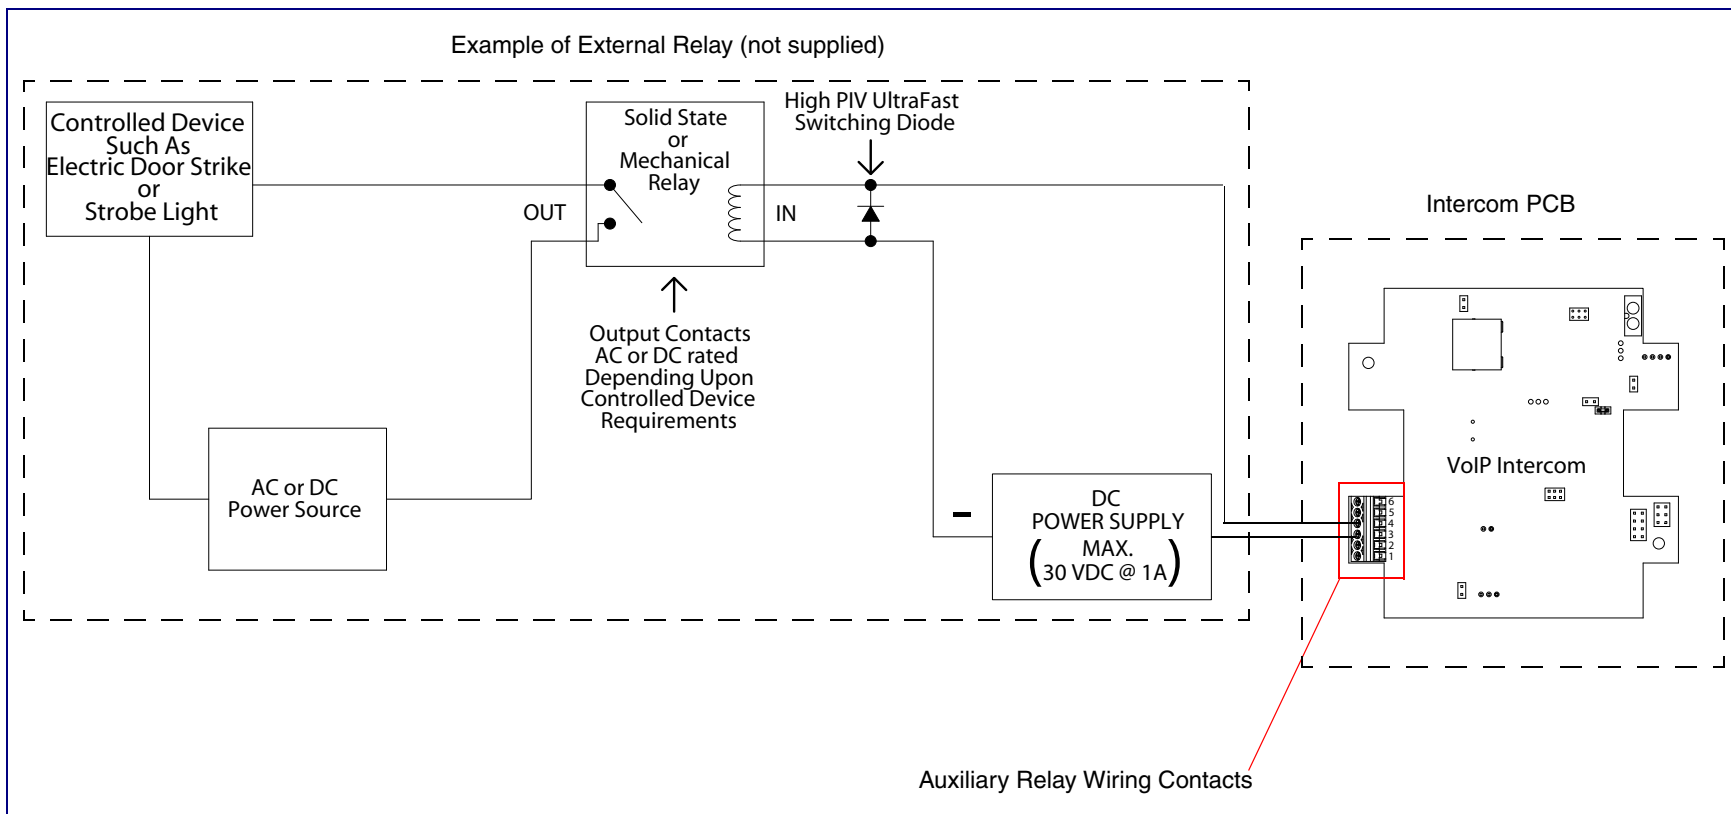 Example of External Relay (not supplied)
Controlled Device
Such As
Electric Door Strike
or
Strobe Light
Solid State
or
Mechanical
Relay
High PIV UltraFast
Switching Diode
OUT
IN
Output Contacts
AC or DC rated
Depending Upon
Controlled Device
Requirements
AC or DC
Power Source
–
DC
POWER SUPPLY
( MAX.
30 VDC @ 1A )
Intercom PCB
VoIP Intercom
6
5
4
3
2
1
Auxiliary Relay Wiring Contacts